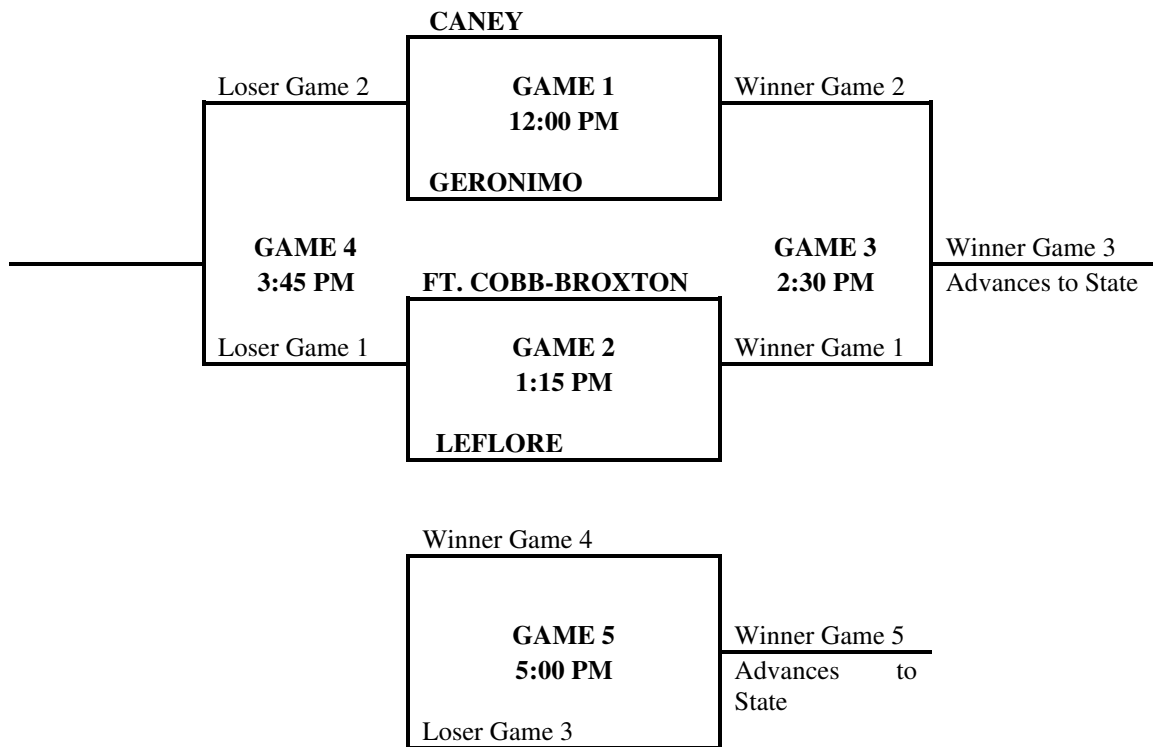 CANEY
Loser Game 2
GAME 1
Winner Game 2
12:00 PM
GERONIMO
GAME 4
GAME 3
Winner Game 3
3:45 PM
FT. COBB-BROXTON
2:30 PM
Advances to State
Loser Game 1
GAME 2
Winner Game 1
1:15 PM
LEFLORE
Winner Game 4
GAME 5
Winner Game 5
5:00 PM
Advances to
State
Loser Game 3